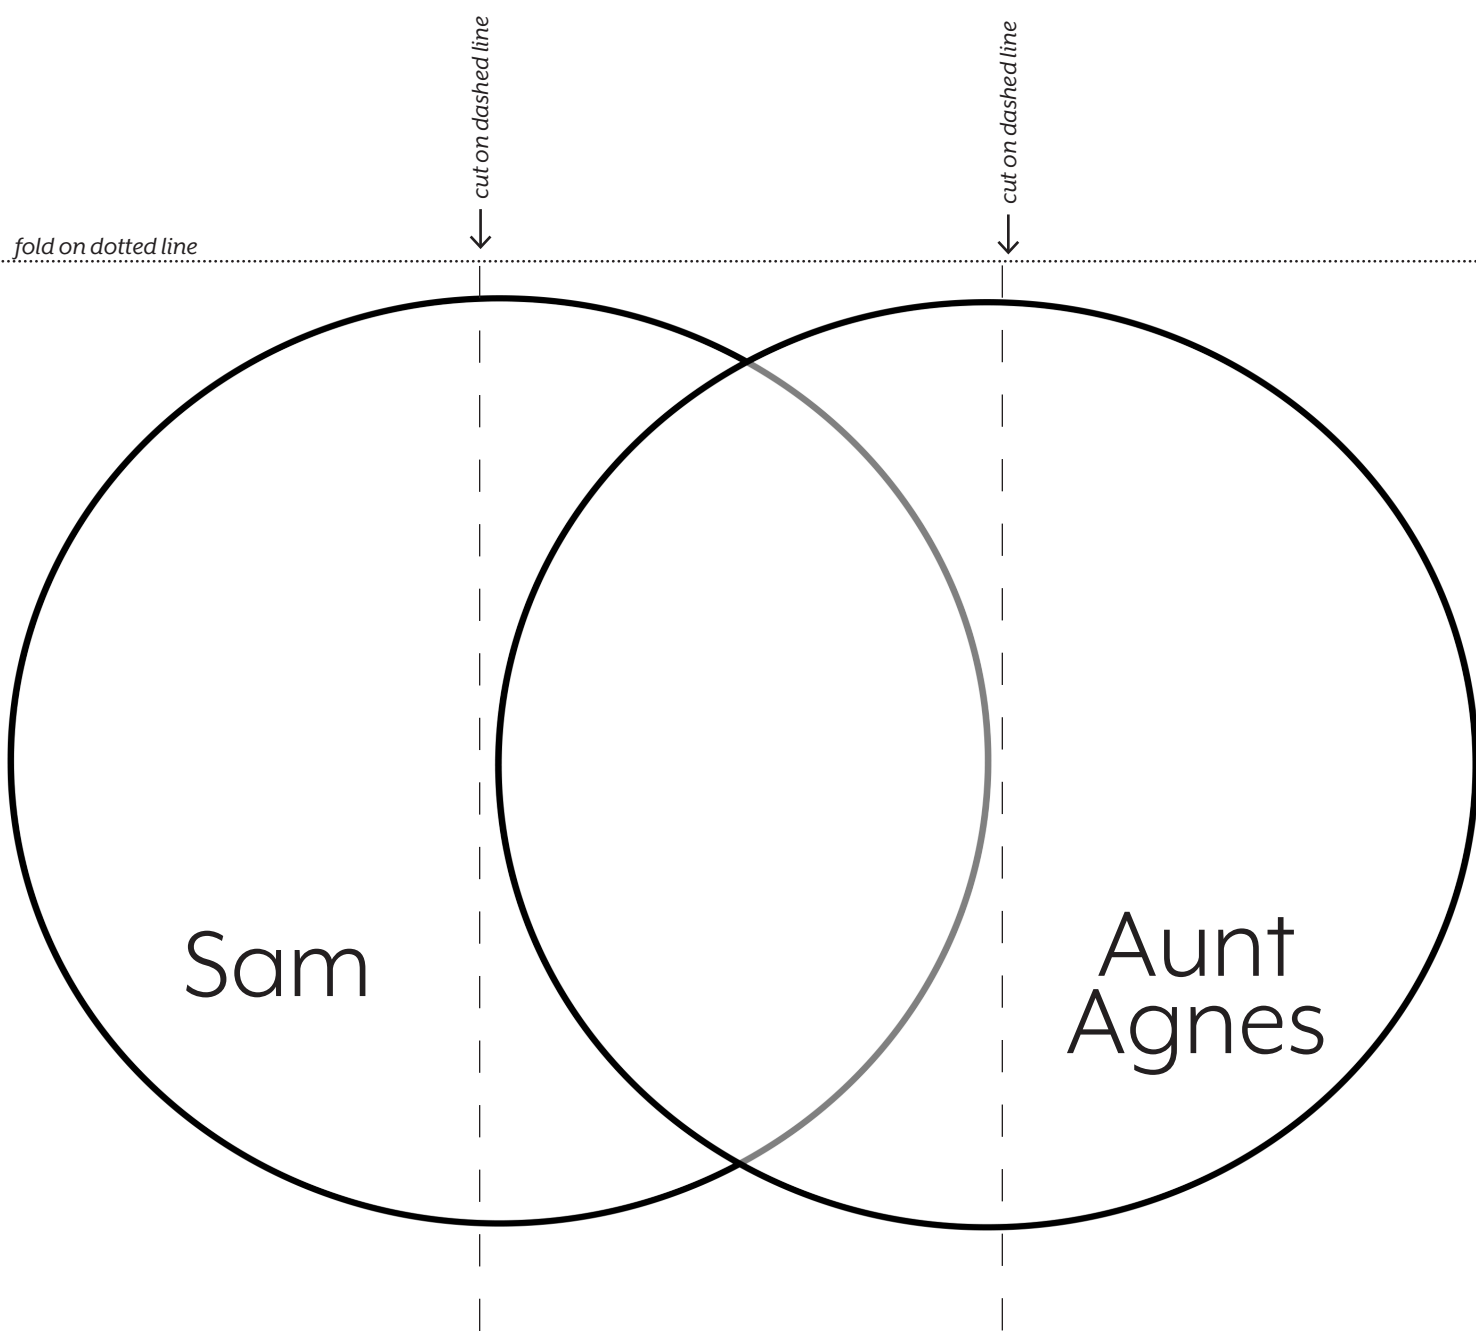 cut on dashed line
cut on dashed line
fold on dotted line
Sam
Aunt
Agnes